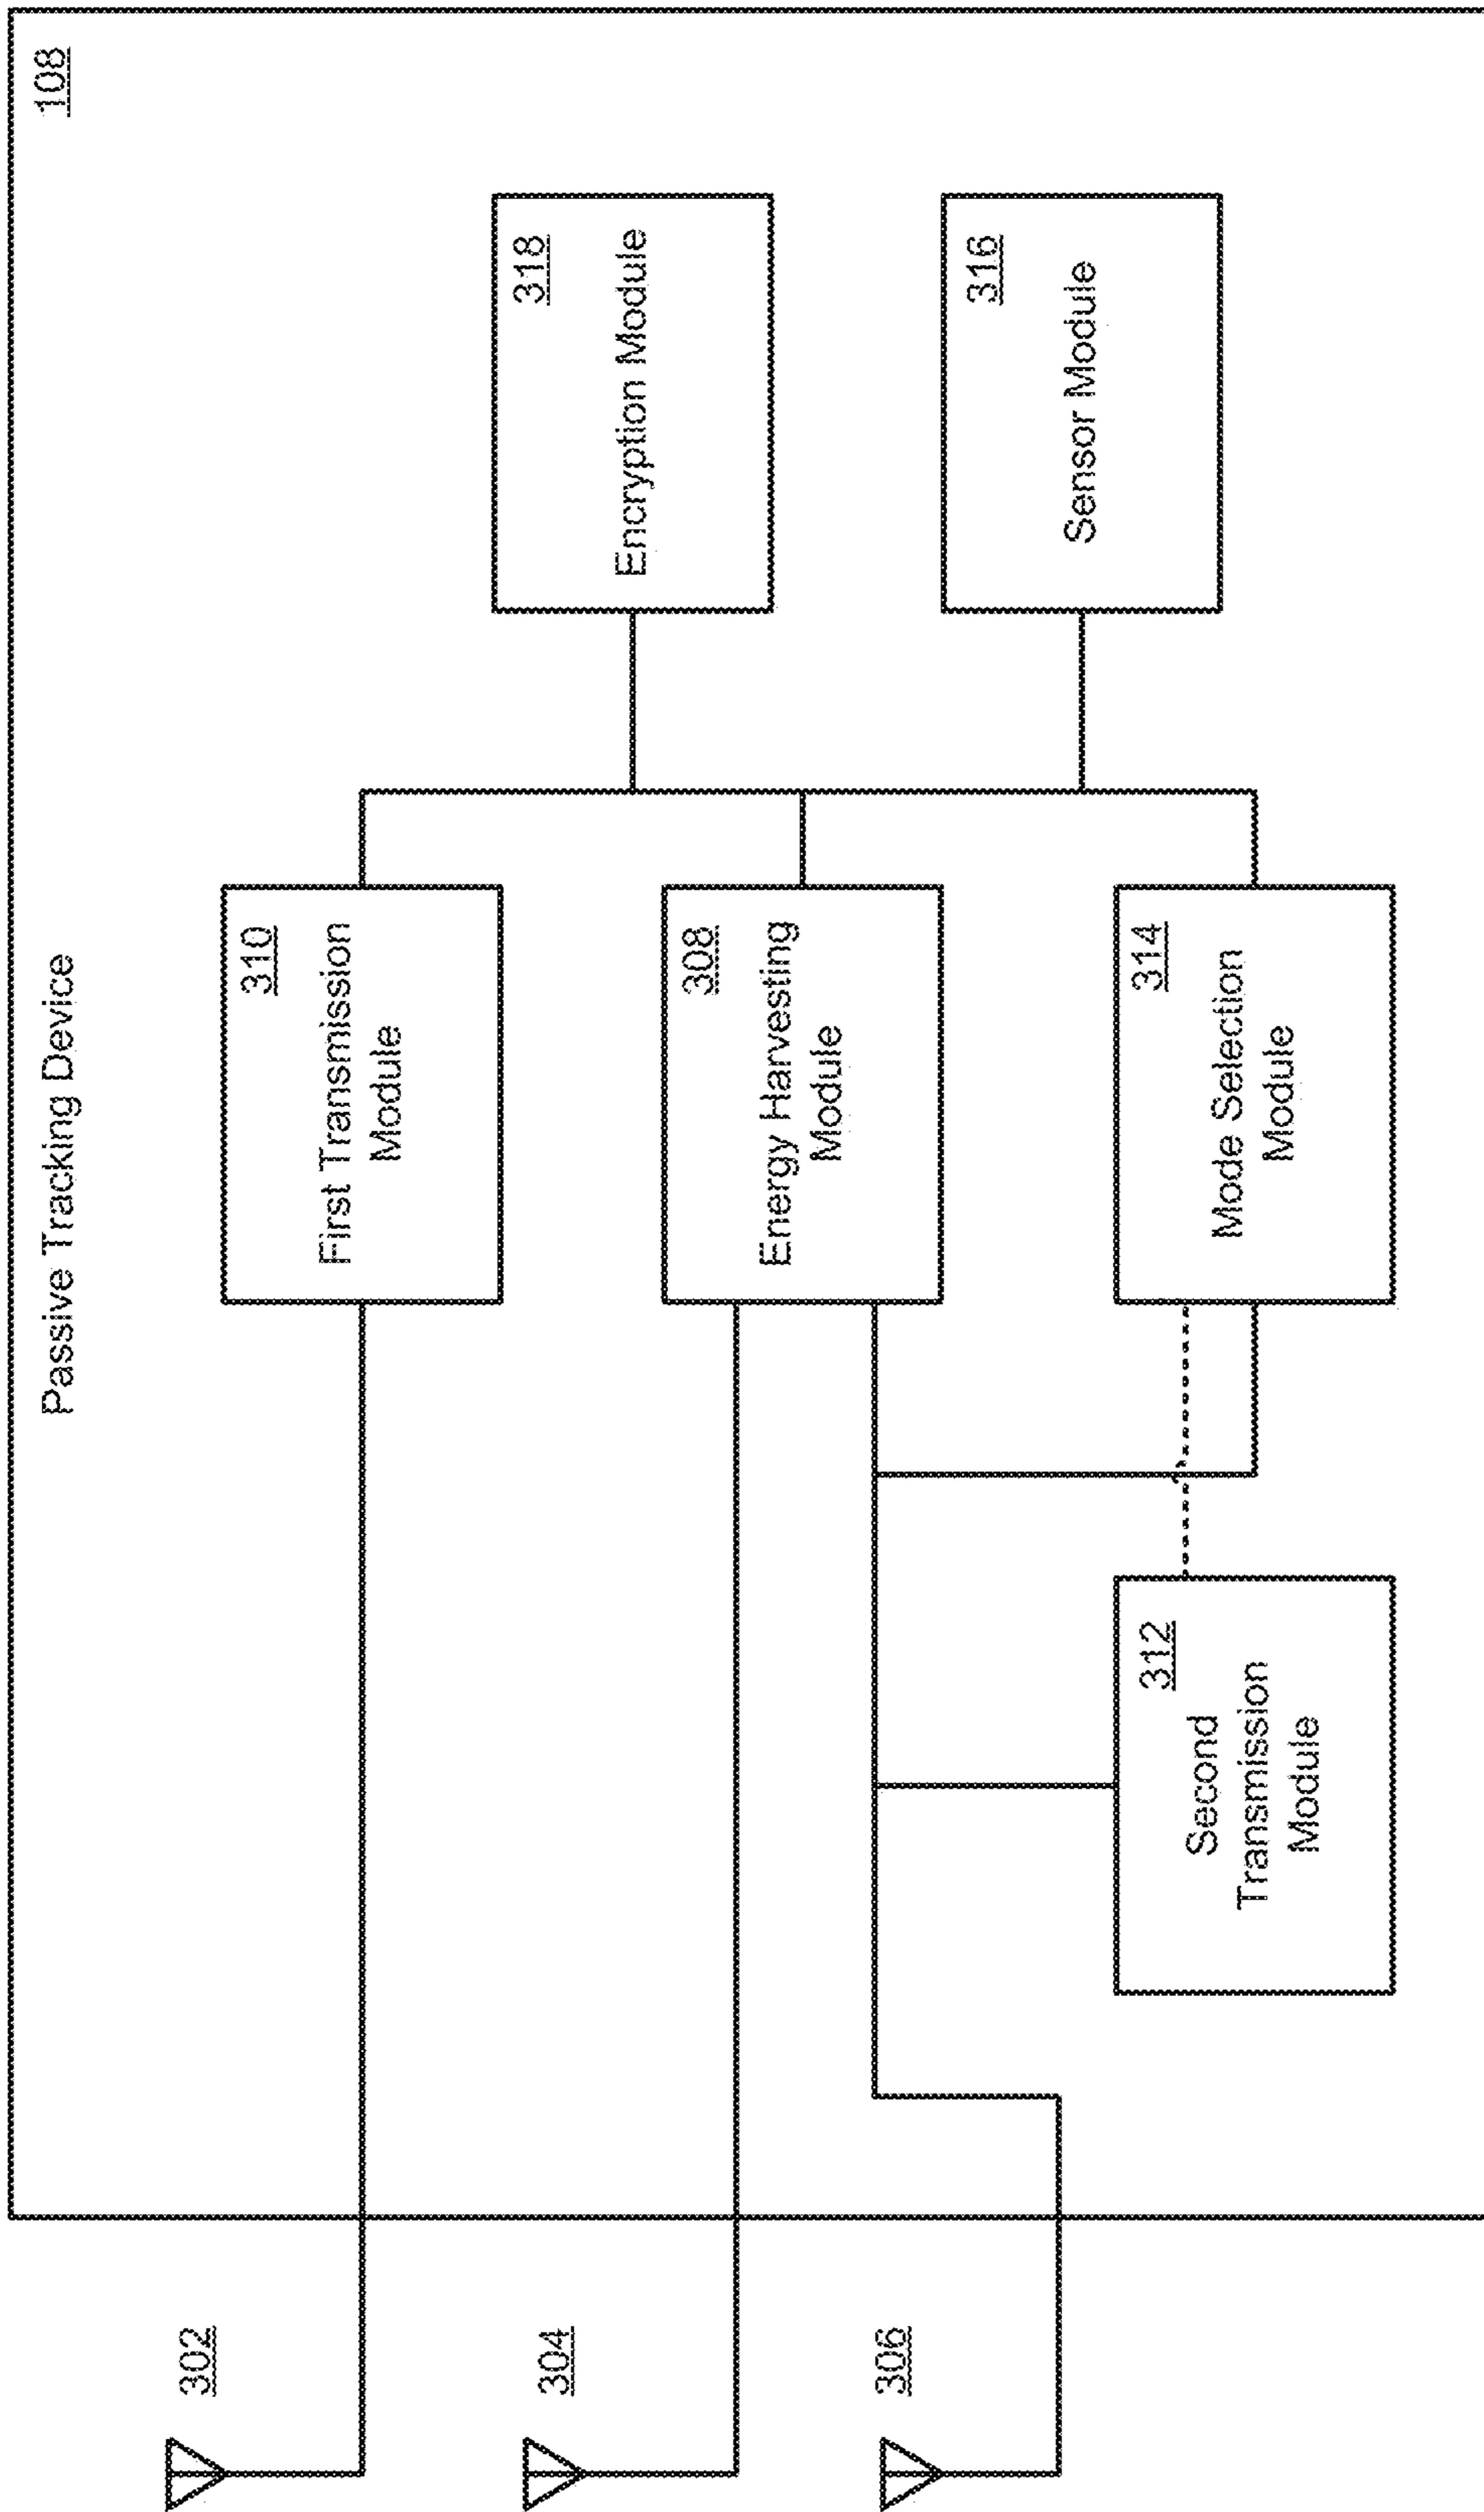 Passive Tracking Device
108
302
310
First Transmission
Module
318
Encryption Module
304
308
Energy Harvesting
Module
306
312
Second
Transmission
Module
314
Mode Selection
Module
316
Sensor Module